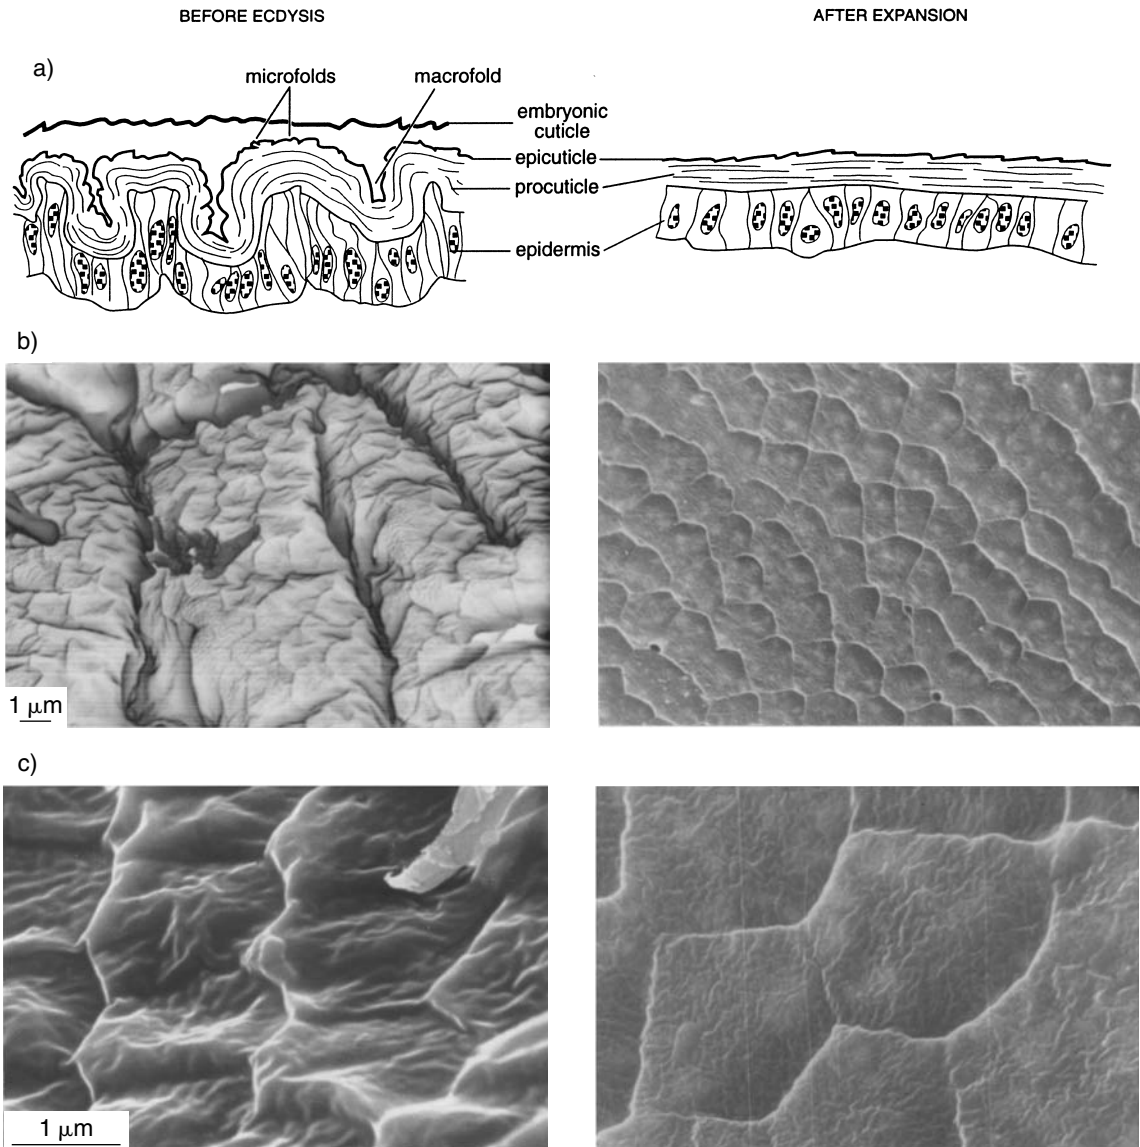 BEFORE ECDYSIS
AFTER EXPANSION
a)
microfolds
macrofold
embryonic
cuticle
epicuticle
procuticle
epidermis
b)
1 μm
c)
1 μm